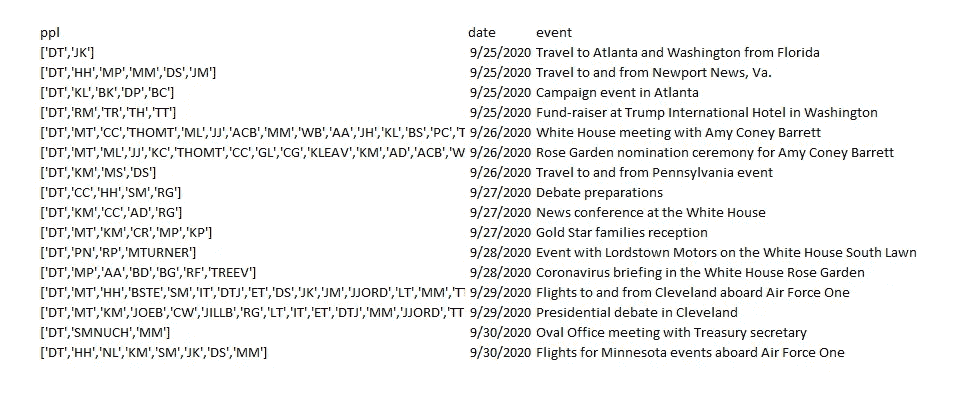 ppl date event
['DT','JK'] 9/25/2020 Travel to Atlanta and Washington from Florida
['DT','HH','MP','MM','DS','JM'] 9/25/2020 Travel to and from Newport News, Va.
['DT','KL','BK','DP','BC'] 9/25/2020 Campaign event in Atlanta
['DT','RM','TR','TH','TT'] 9/25/2020 Fund-raiser at Trump International Hotel in Washington
['DT','MT','CC','THOMT','ML','JJ','ACB','MM','WB','AA','JH','KL','BS','PC','T 9/26/2020 White House meeting with Amy Coney Barrett
['DT','MT','ML','JJ','KC','THOMT','CC','GL','CG','KLEAV','KM','AD','ACB','W 9/26/2020 Rose Garden nomination ceremony for Amy Coney Barrett
['DT','KM','MS','DS'] 9/26/2020 Travel to and from Pennsylvania event
['DT','CC','HH','SM','RG'] 9/27/2020 Debate preparations
['DT','KM','CC','AD','RG'] 9/27/2020 News conference at the White House
['DT','MT','KM','CR','MP','KP'] 9/27/2020 Gold Star families reception
['DT','PN','RP','MTURNER'] 9/28/2020 Event with Lordstown Motors on the White House South Lawn
['DT','MP','AA','BD','BG','RF','TREEV'] 9/28/2020 Coronavirus briefing in the White House Rose Garden
['DT','MT','HH','BSTE','SM','IT','DTJ','ET','DS','JK','JM','JJORD','LT','MM','TT 9/29/2020 Flights to and from Cleveland aboard Air Force One
['DT','MT','KM','JOEB','CW','JILLB','RG','LT','IT','ET','DTJ','MM','JJORD','TT 9/29/2020 Presidential debate in Cleveland
['DT','SMNUCH','MM'] 9/30/2020 Oval Office meeting with Treasury secretary
['DT','HH','NL','KM','SM','JK','DS','MM'] 9/30/2020 Flights for Minnesota events aboard Air Force One